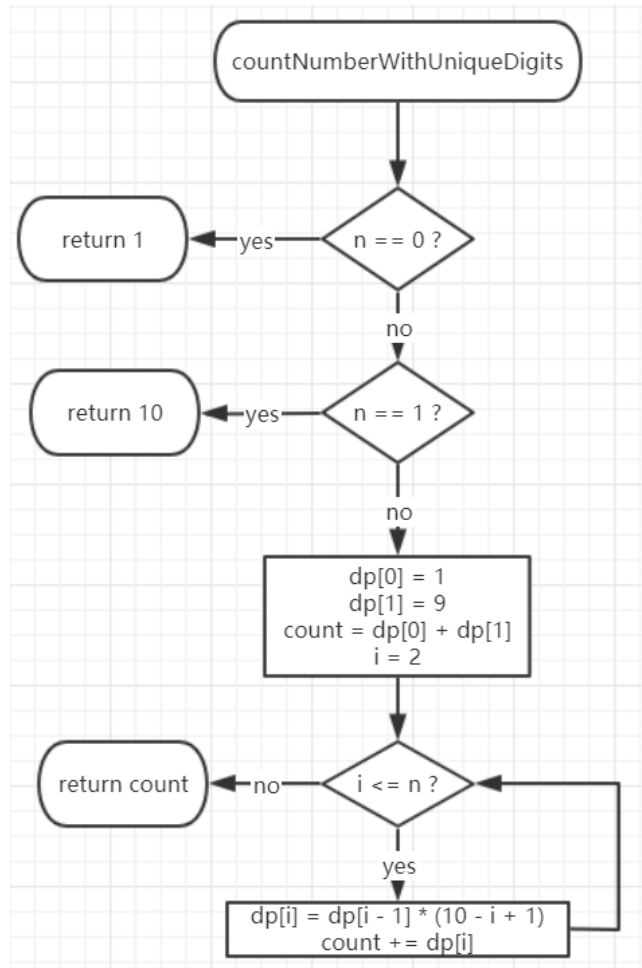 countNumberWithUniqueDigits
n == 0 ?
yes
return 1
no
n == 1 ?
yes
return 10
no
dp[0] = 1
dp[1] = 9
count = dp[0] + dp[1]
i = 2
i <= n ?
no
return count
yes
dp[i] = dp[i - 1] * (10 - i + 1)
count += dp[i]